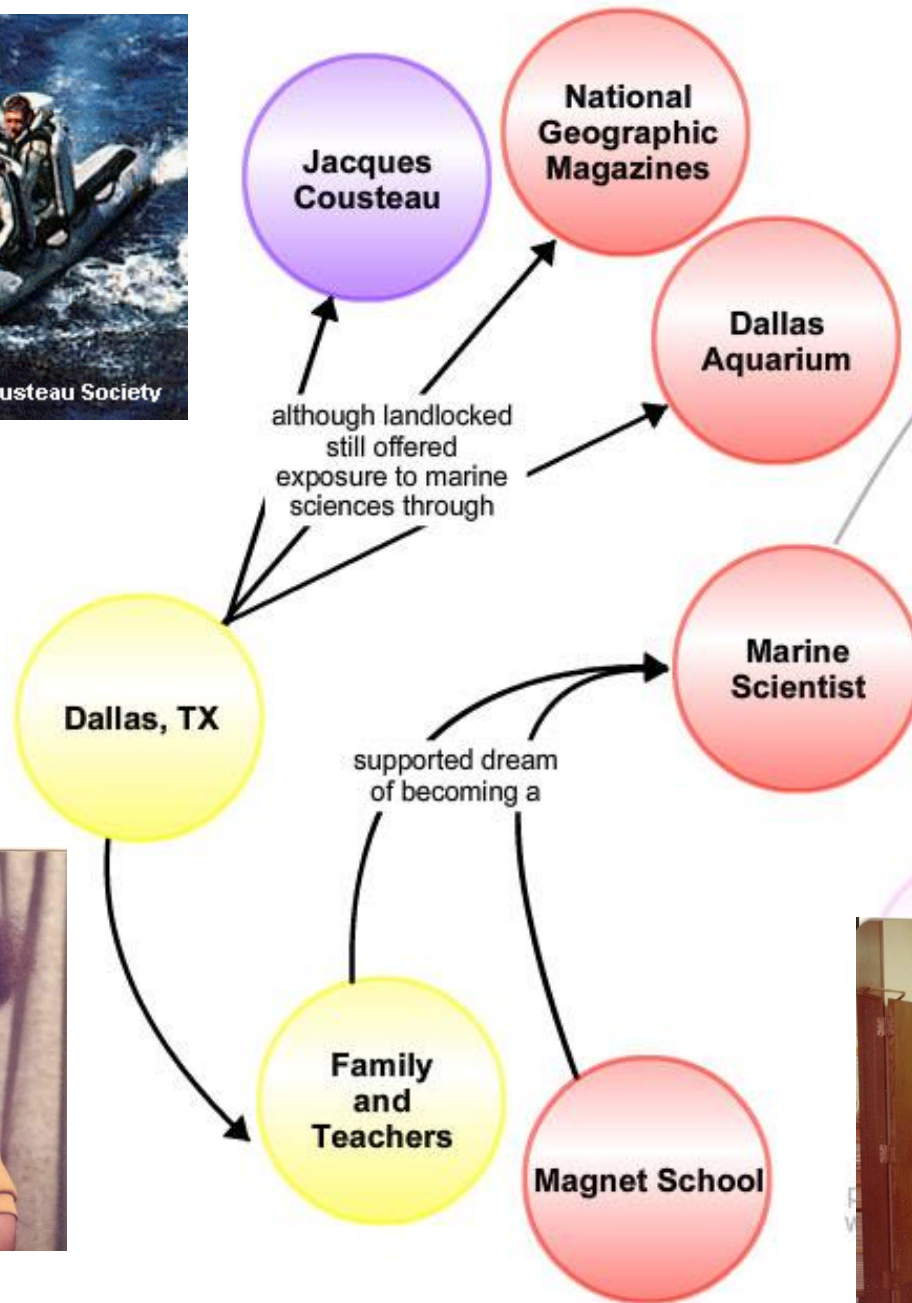 National
Geographic
Magazines
Jacques
Cousteau
Dallas
Aquarium
usteau Society
although landlocked
still offered
exposure to marine
sciences through
Marine
Scientist
Dallas, TX
supported dream
of becoming a
Family
and
Teachers
Magnet School